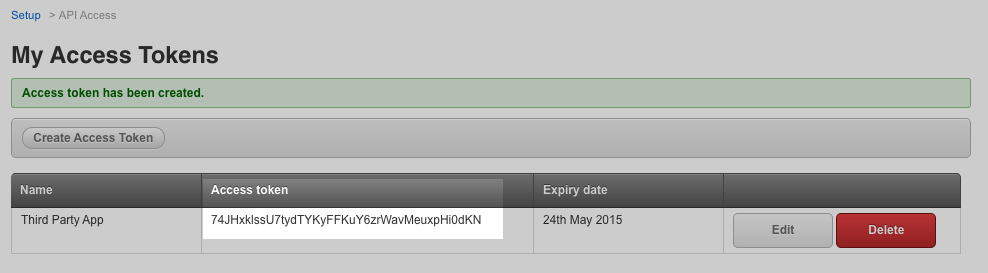 Setup > API Access
My Access Tokens
Access token has been created.
Create Access Token
Name Access token Expiry date
Third Party App 74JHxklssU7tydTYKyFFKuY6zrWavMeuxpHi0dKN 24th May 2015 Edit Delete